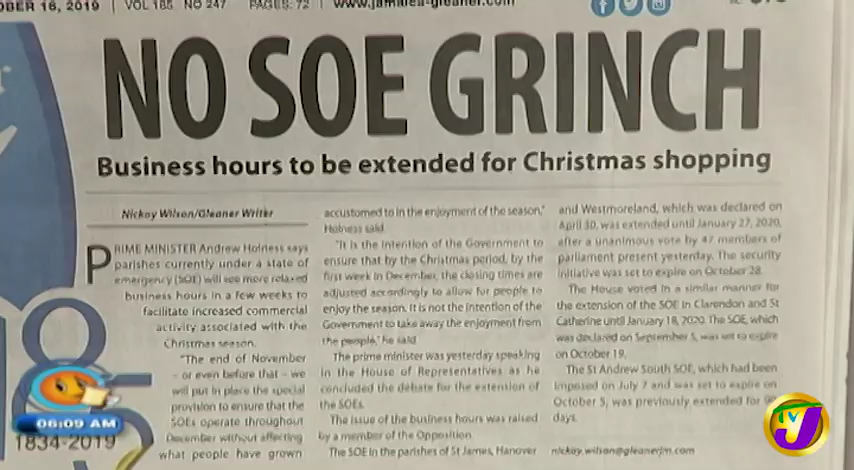 OBER 16, 2019 | VOL 185 NO 247 PAGES: 72 | www.jamaica-gleaner.com
NO SOE GRINCH
Business hours to be extended for Christmas shopping
Nickoy Wilson/Gleaner Writer
PRIME MINISTER Andrew Holness says
parishes currently under a state of
emergency (SOE) will see more relaxed
business hours in a few weeks to
facilitate increased commercial
activity associated with the
Christmas season.
"The end of November
– or even before that – we
will put in place the special
provision to ensure that the
SOEs operate throughout
December without affecting
what people have grown
accustomed to in the enjoyment of the season,"
Holness said.
"It is the intention of the Government to
ensure that by the Christmas period, by the
first week in December, the closing times are
adjusted accordingly to allow for people to
enjoy the season. It is not the intention of the
Government to take away the enjoyment from
the people," he said.
The prime minister was yesterday speaking
in the House of Representatives as he
concluded the debate for the extension of
the SOEs.
The issue of the business hours was raised
by a member of the Opposition.
The SOE in the parishes of St James, Hanover
and Westmoreland, which was declared on
April 30, was extended until January 27, 2020,
after a unanimous vote by 47 members of
parliament present yesterday. The security
initiative was set to expire on October 28.
The House voted in a similar manner for
the extension of the SOE in Clarendon and St
Catherine until January 18, 2020. The SOE, which
was declared on September 5, was set to expire
on October 19.
The St Andrew South SOE, which had been
imposed on July 7 and was set to expire on
October 5, was previously extended for
days.
nickoy.wilson@gleanerjm.com
06:09 AM
1834-2019
TVJ